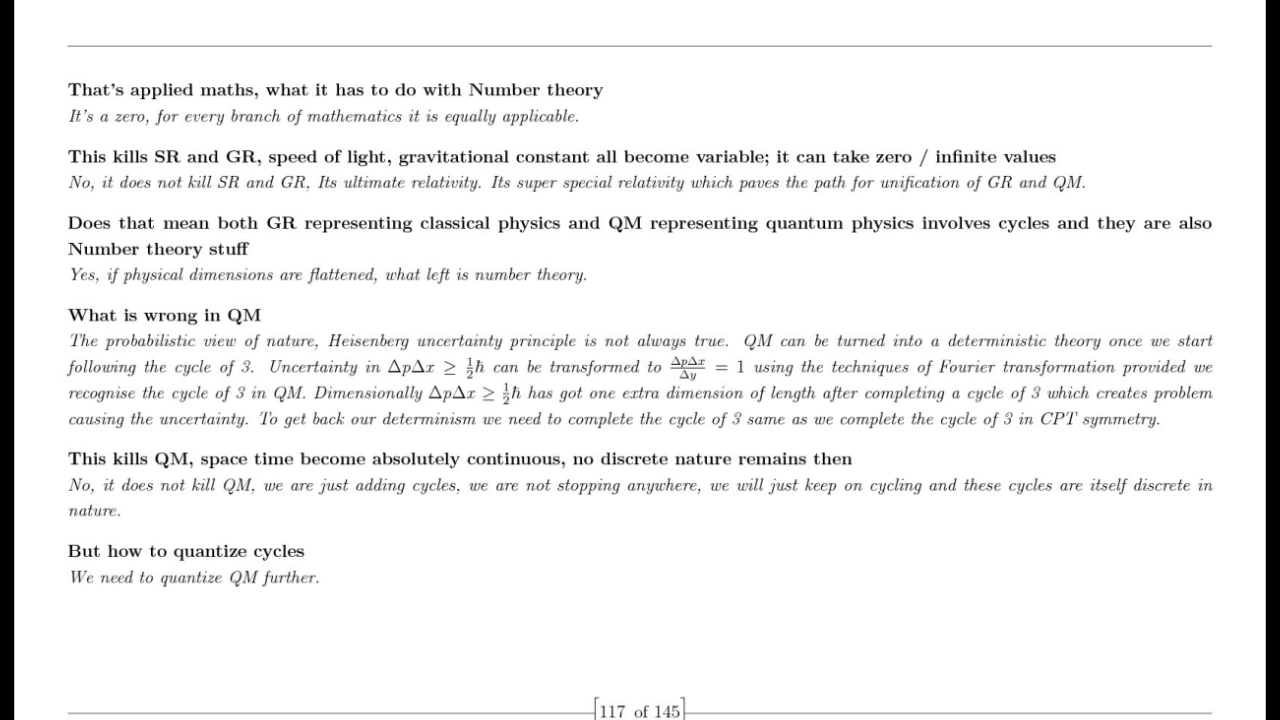 That's applied maths, what it has to do with Number theory
It's a zero, for every branch of mathematics it is equally applicable.
This kills SR and GR, speed of light, gravitational constant all become variable; it can take zero / infinite values
No, it does not kill SR and GR, Its ultimate relativity. Its super special relativity which paves the path for unification of GR and QM.
Does that mean both GR representing classical physics and QM representing quantum physics involves cycles and they are also
Number theory stuff
Yes, if physical dimensions are flattened, what left is number theory.
What is wrong in QM
The probabilistic view of nature, Heisenberg uncertainty principle is not always true. QM can be turned into a deterministic theory once we start
following the cycle of 3. Uncertainty in ΔpΔx ≥ ½ħ can be transformed to ΔpΔx/Δy = 1 using the techniques of Fourier transformation provided we
recognise the cycle of 3 in QM. Dimensionally ΔpΔx ≥ ½ħ has got one extra dimension of length after completing a cycle of 3 which creates problem
causing the uncertainty. To get back our determinism we need to complete the cycle of 3 same as we complete the cycle of 3 in CPT symmetry.
This kills QM, space time become absolutely continuous, no discrete nature remains then
No, it does not kill QM, we are just adding cycles, we are not stopping anywhere, we will just keep on cycling and these cycles are itself discrete in
nature.
But how to quantize cycles
We need to quantize QM further.
[117 of 145]